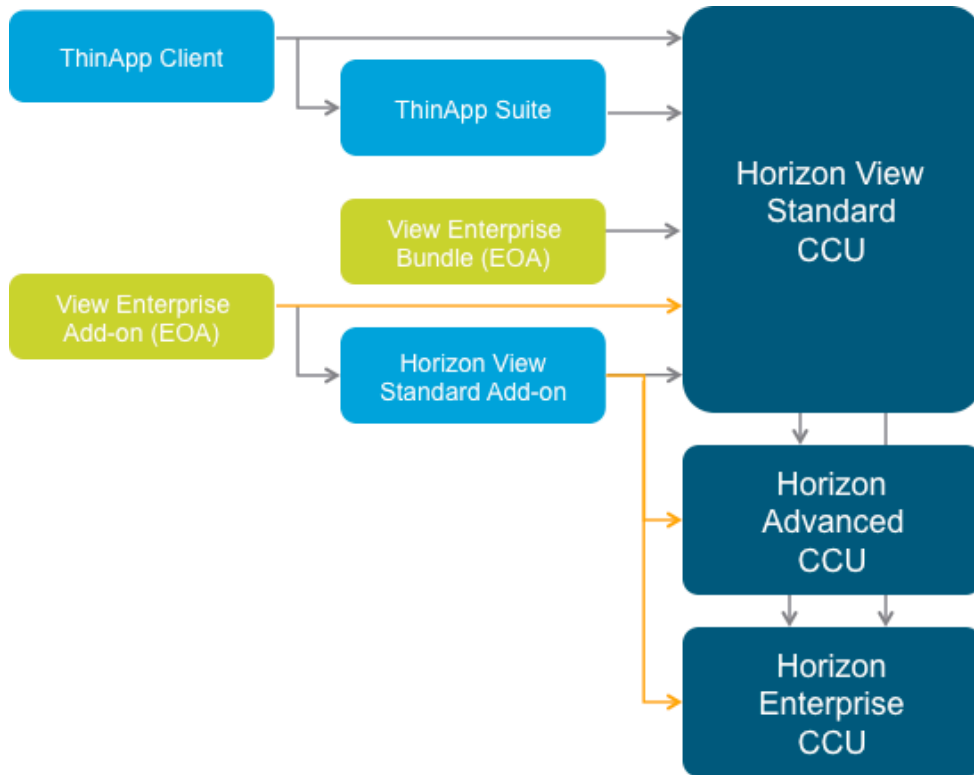 ThinApp Client
ThinApp Suite
Horizon View
Standard
CCU
View Enterprise
Bundle (EOA)
View Enterprise
Add-on (EOA)
Horizon View
Standard Add-on
Horizon
Advanced
CCU
Horizon
Enterprise
CCU